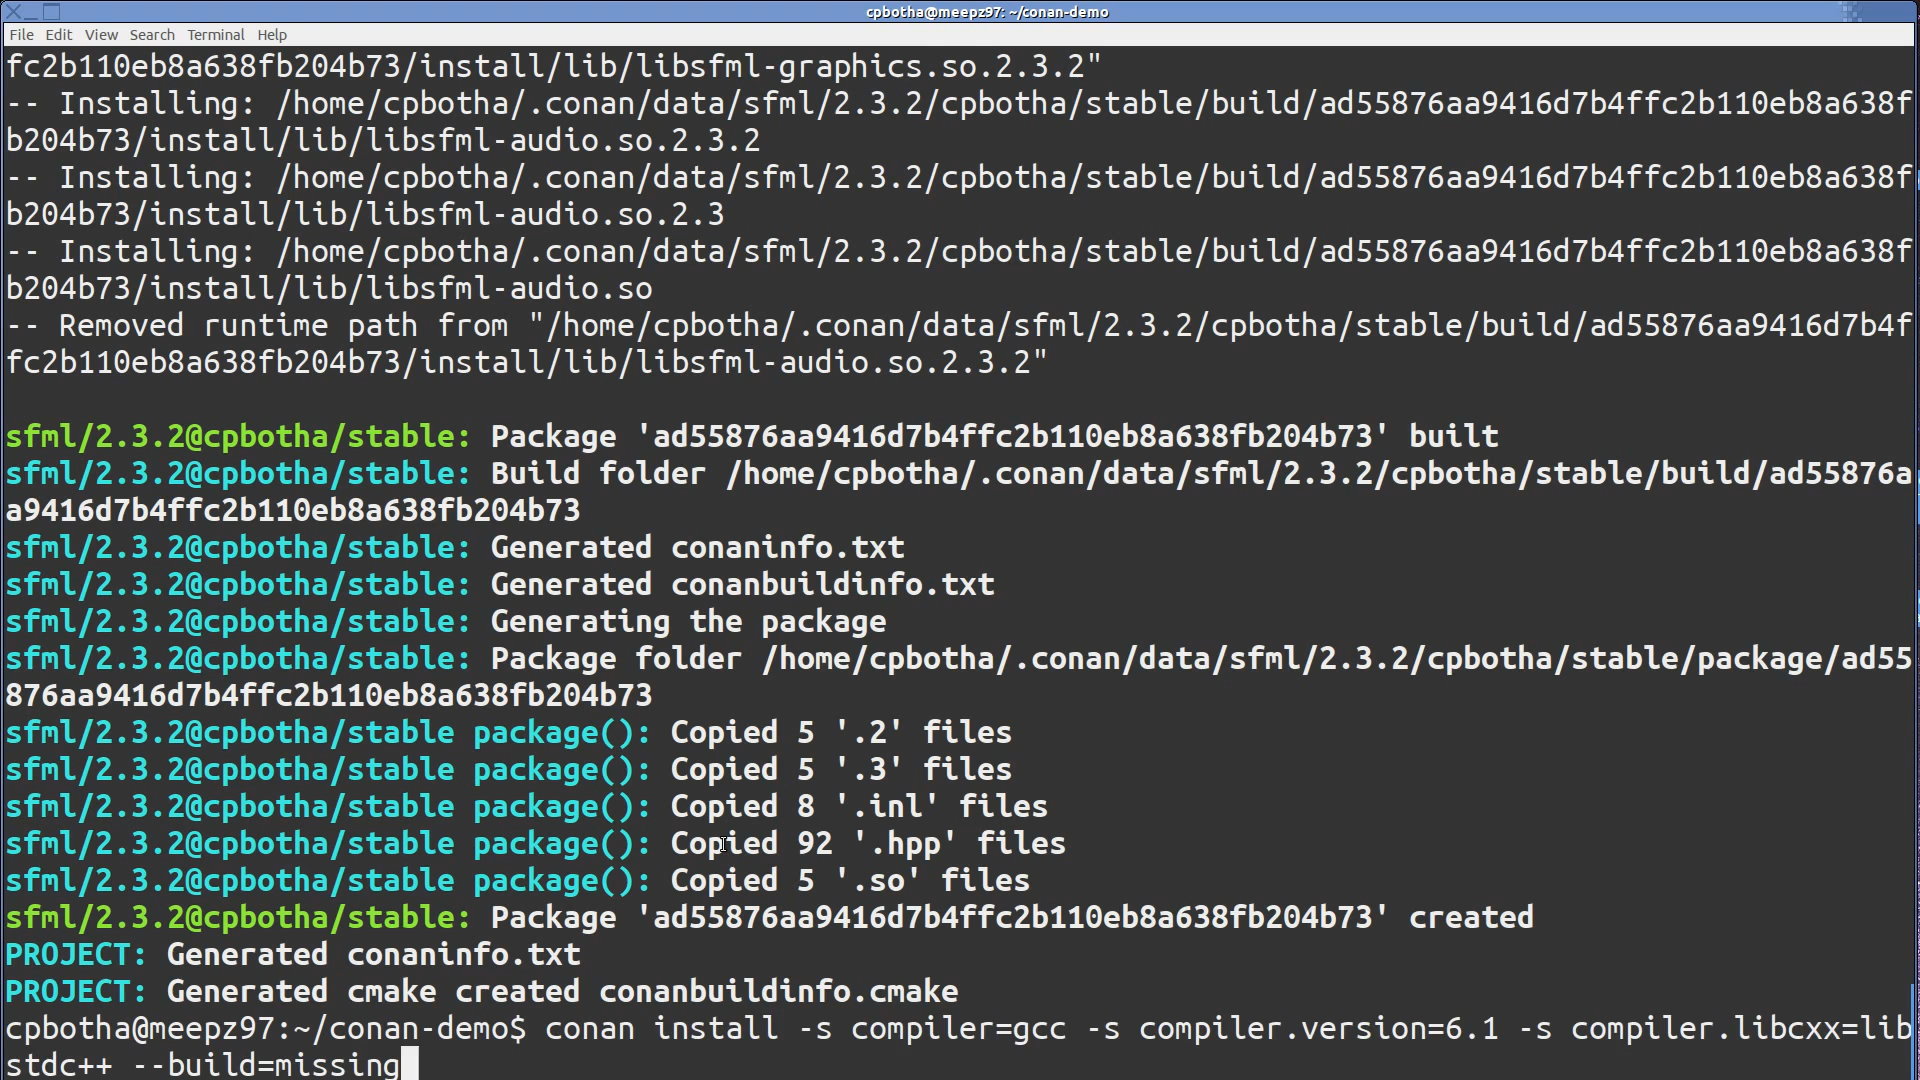 cpbotha@meepz97: ~/conan-demo
File Edit View Search Terminal Help
fc2b110eb8a638fb204b73/install/lib/libsfml-graphics.so.2.3.2"
-- Installing: /home/cpbotha/.conan/data/sfml/2.3.2/cpbotha/stable/build/ad55876aa9416d7b4ffc2b110eb8a638f
b204b73/install/lib/libsfml-audio.so.2.3.2
-- Installing: /home/cpbotha/.conan/data/sfml/2.3.2/cpbotha/stable/build/ad55876aa9416d7b4ffc2b110eb8a638f
b204b73/install/lib/libsfml-audio.so.2.3
-- Installing: /home/cpbotha/.conan/data/sfml/2.3.2/cpbotha/stable/build/ad55876aa9416d7b4ffc2b110eb8a638f
b204b73/install/lib/libsfml-audio.so
-- Removed runtime path from "/home/cpbotha/.conan/data/sfml/2.3.2/cpbotha/stable/build/ad55876aa9416d7b4f
fc2b110eb8a638fb204b73/install/lib/libsfml-audio.so.2.3.2"
sfml/2.3.2@cpbotha/stable: Package 'ad55876aa9416d7b4ffc2b110eb8a638fb204b73' built
sfml/2.3.2@cpbotha/stable: Build folder /home/cpbotha/.conan/data/sfml/2.3.2/cpbotha/stable/build/ad55876a
a9416d7b4ffc2b110eb8a638fb204b73
sfml/2.3.2@cpbotha/stable: Generated conaninfo.txt
sfml/2.3.2@cpbotha/stable: Generated conanbuildinfo.txt
sfml/2.3.2@cpbotha/stable: Generating the package
sfml/2.3.2@cpbotha/stable: Package folder /home/cpbotha/.conan/data/sfml/2.3.2/cpbotha/stable/package/ad55
876aa9416d7b4ffc2b110eb8a638fb204b73
sfml/2.3.2@cpbotha/stable package(): Copied 5 '.2' files
sfml/2.3.2@cpbotha/stable package(): Copied 5 '.3' files
sfml/2.3.2@cpbotha/stable package(): Copied 8 '.inl' files
sfml/2.3.2@cpbotha/stable package(): Copied 92 '.hpp' files
sfml/2.3.2@cpbotha/stable package(): Copied 5 '.so' files
sfml/2.3.2@cpbotha/stable: Package 'ad55876aa9416d7b4ffc2b110eb8a638fb204b73' created
PROJECT: Generated conaninfo.txt
PROJECT: Generated cmake created conanbuildinfo.cmake
cpbotha@meepz97:~/conan-demo$ conan install -s compiler=gcc -s compiler.version=6.1 -s compiler.libcxx=lib
stdc++ --build=missing